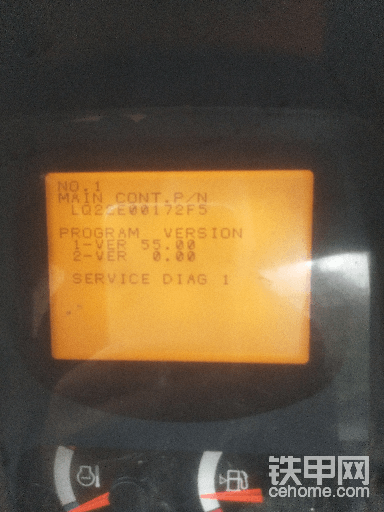 NO.1
MAIN CONT.P/N
LQ22E00172F5
PROGRAM VERSION
1-VER 55.00
2-VER 0.00
SERVICE DIAG 1
铁甲网
cehome.com